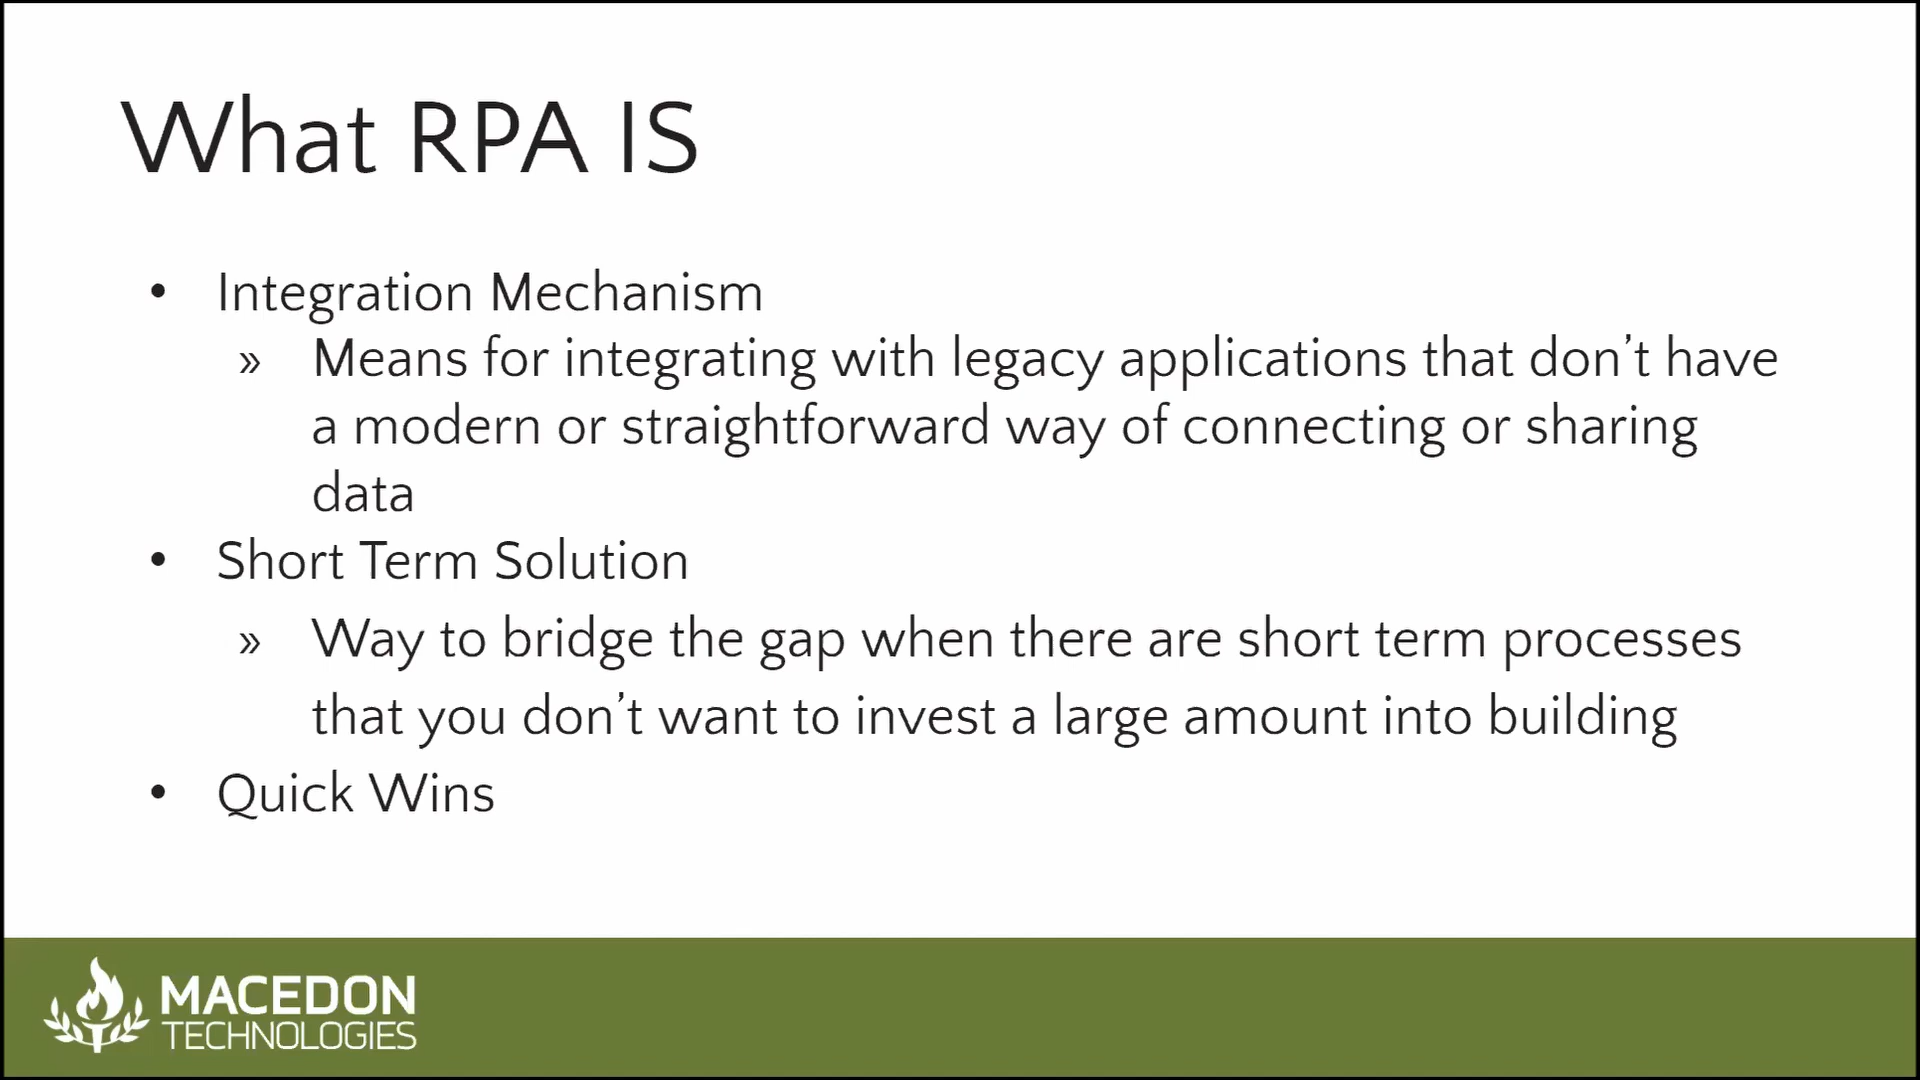 What RPA IS
• Integration Mechanism
» Means for integrating with legacy applications that don’t have
a modern or straightforward way of connecting or sharing
data
• Short Term Solution
» Way to bridge the gap when there are short term processes
that you don’t want to invest a large amount into building
• Quick Wins
MACEDON
TECHNOLOGIES